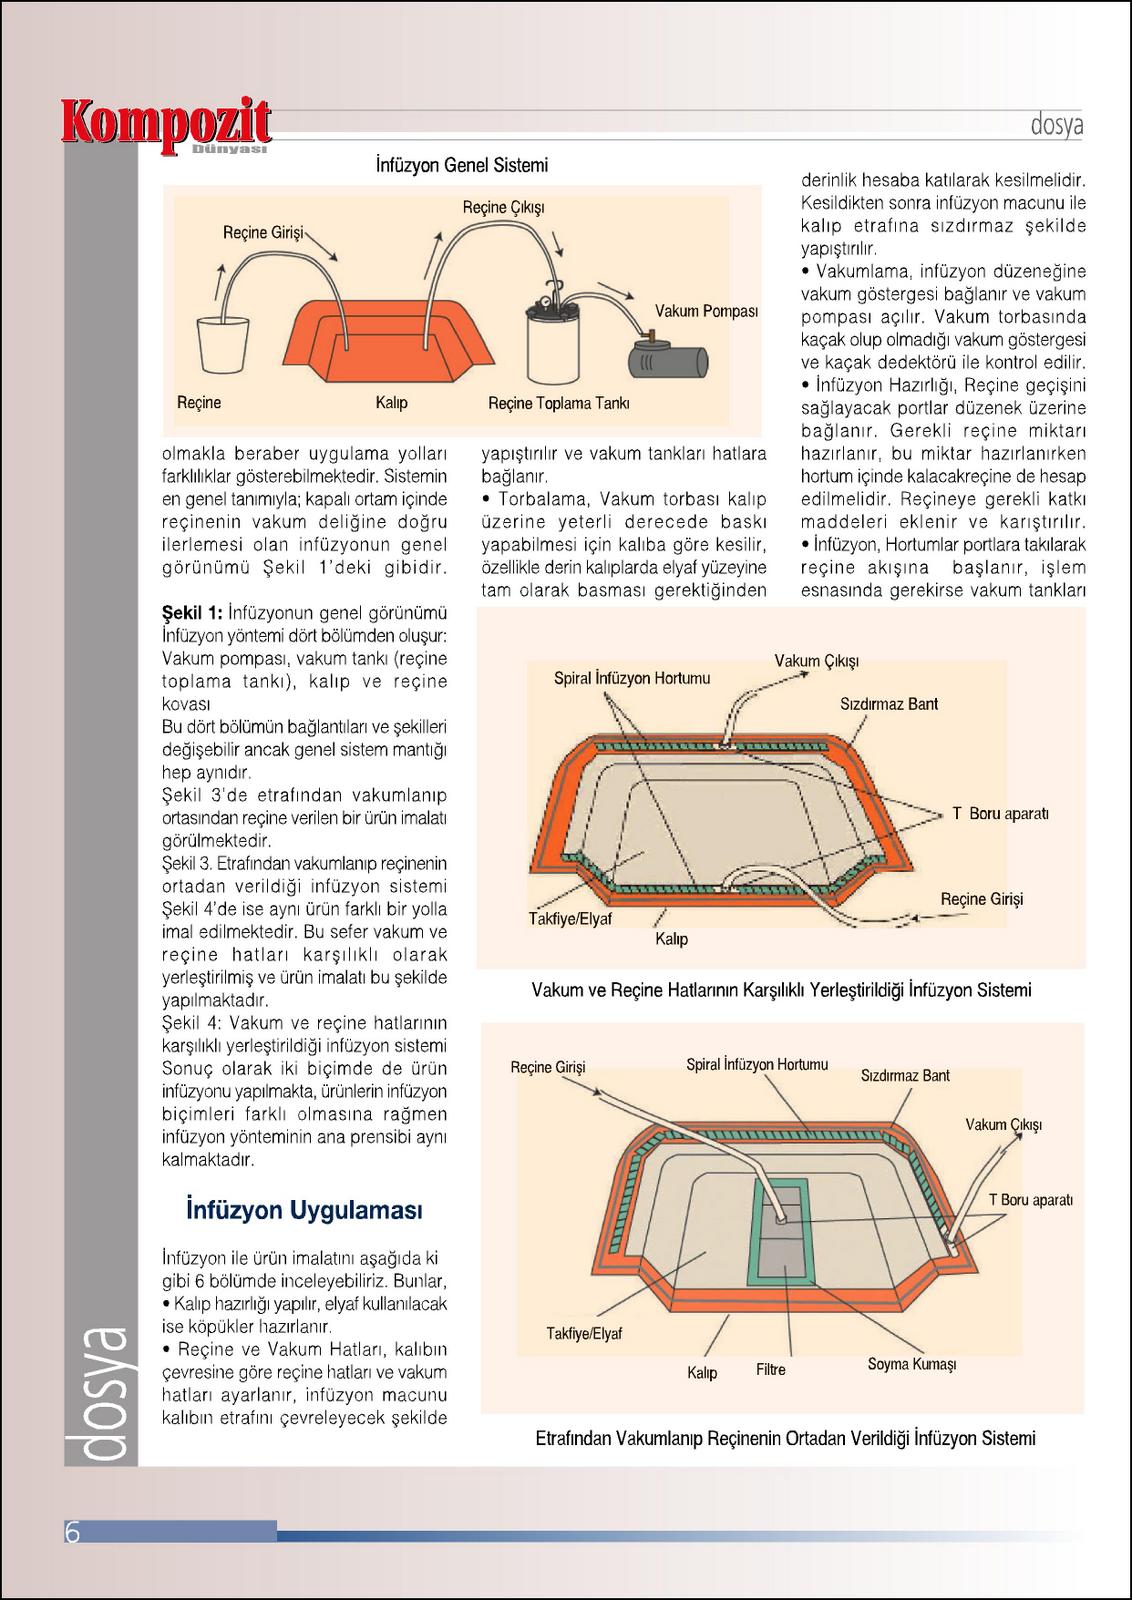 Kompozit
Dünyası
dosya
İnfüzyon Genel Sistemi
Reçine Çıkışı
Reçine Girişi
Vakum Pompası
Reçine
Kalıp
Reçine Toplama Tankı
olmakla beraber uygulama yolları
farklılıklar gösterebilmektedir. Sistemin
en genel tanımıyla; kapalı ortam içinde
reçinenin vakum deliğine doğru
ilerlemesi olan infüzyonun genel
görünümü Şekil 1'deki gibidir.
Şekil 1: İnfüzyonun genel görünümü
İnfüzyon yöntemi dört bölümden oluşur:
Vakum pompası, vakum tankı (reçine
toplama tankı), kalıp ve reçine
kovası
Bu dört bölümün bağlantıları ve şekilleri
değişebilir ancak genel sistem mantığı
hep aynıdır.
Şekil 3'de etrafından vakumlanıp
ortasından reçine verilen bir ürün imalatı
görülmektedir.
Şekil 3. Etrafından vakumlanıp reçinenin
ortadan verildiği infüzyon sistemi
Şekil 4'de ise aynı ürün farklı bir yolla
imal edilmektedir. Bu sefer vakum ve
reçine hatları karşılıklı olarak
yerleştirilmiş ve ürün imalatı bu şekilde
yapılmaktadır.
Şekil 4: Vakum ve reçine hatlarının
karşılıklı yerleştirildiği infüzyon sistemi
Sonuç olarak iki biçimde de ürün
infüzyonu yapılmakta, ürünlerin infüzyon
biçimleri farklı olmasına rağmen
infüzyon yönteminin ana prensibi aynı
kalmaktadır.
İnfüzyon Uygulaması
İnfüzyon ile ürün imalatını aşağıda ki
gibi 6 bölümde inceleyebiliriz. Bunlar,
• Kalıp hazırlığı yapılır, elyaf kullanılacak
ise köpükler hazırlanır.
• Reçine ve Vakum Hatları, kalıbın
çevresine göre reçine hatları ve vakum
hatları ayarlanır, infüzyon macunu
kalıbın etrafını çevreleyecek şekilde
yapıştırılır ve vakum tankları hatlara
bağlanır.
• Torbalama, Vakum torbası kalıp
üzerine yeterli derecede baskı
yapabilmesi için kalıba göre kesilir,
özellikle derin kalıplarda elyaf yüzeyine
tam olarak basması gerektiğinden
derinlik hesaba katılarak kesilmelidir.
Kesildikten sonra infüzyon macunu ile
kalıp etrafına sızdırmaz şekilde
yapıştırılır.
• Vakumlama, infüzyon düzeneğine
vakum göstergesi bağlanır ve vakum
pompası açılır. Vakum torbasında
kaçak olup olmadığı vakum göstergesi
ve kaçak dedektörü ile kontrol edilir.
• İnfüzyon Hazırlığı, Reçine geçişini
sağlayacak portlar düzenek üzerine
bağlanır. Gerekli reçine miktarı
hazırlanır, bu miktar hazırlanırken
hortum içinde kalacakreçine de hesap
edilmelidir. Reçineye gerekli katkı
maddeleri eklenir ve karıştırılır.
• İnfüzyon, Hortumlar portlara takılarak
reçine akışına başlanır, işlem
esnasında gerekirse vakum tankları
Vakum Çıkışı
Spiral İnfüzyon Hortumu
Sızdırmaz Bant
T Boru aparatı
Reçine Girişi
Takfiye/Elyaf
Kalıp
Vakum ve Reçine Hatlarının Karşılıklı Yerleştirildiği İnfüzyon Sistemi
Reçine Girişi
Spiral İnfüzyon Hortumu
Sızdırmaz Bant
Vakum Çıkışı
T Boru aparatı
Takfiye/Elyaf
Kalıp
Filtre
Soyma Kumaşı
Etrafından Vakumlanıp Reçinenin Ortadan Verildiği İnfüzyon Sistemi
dosya
6